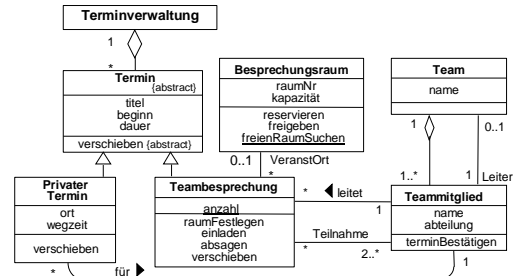 Terminverwaltung
1
*
Termin
{abstract}
titel
beginn
dauer
verschieben {abstract}
Besprechungsraum
raumNr
kapazität
reservieren
freigeben
freienRaumSuchen
Team
name
1
0..1
0..1
VeranstOrt
*
1..*
1
Leiter
Privater
Termin
ort
wegzeit
verschieben
Teambesprechung
anzahl
raumFestlegen
einladen
absagen
verschieben
*
leitet
1
Teilnahme
*
2..*
Teammitglied
name
abteilung
terminBestätigen
*
für
1